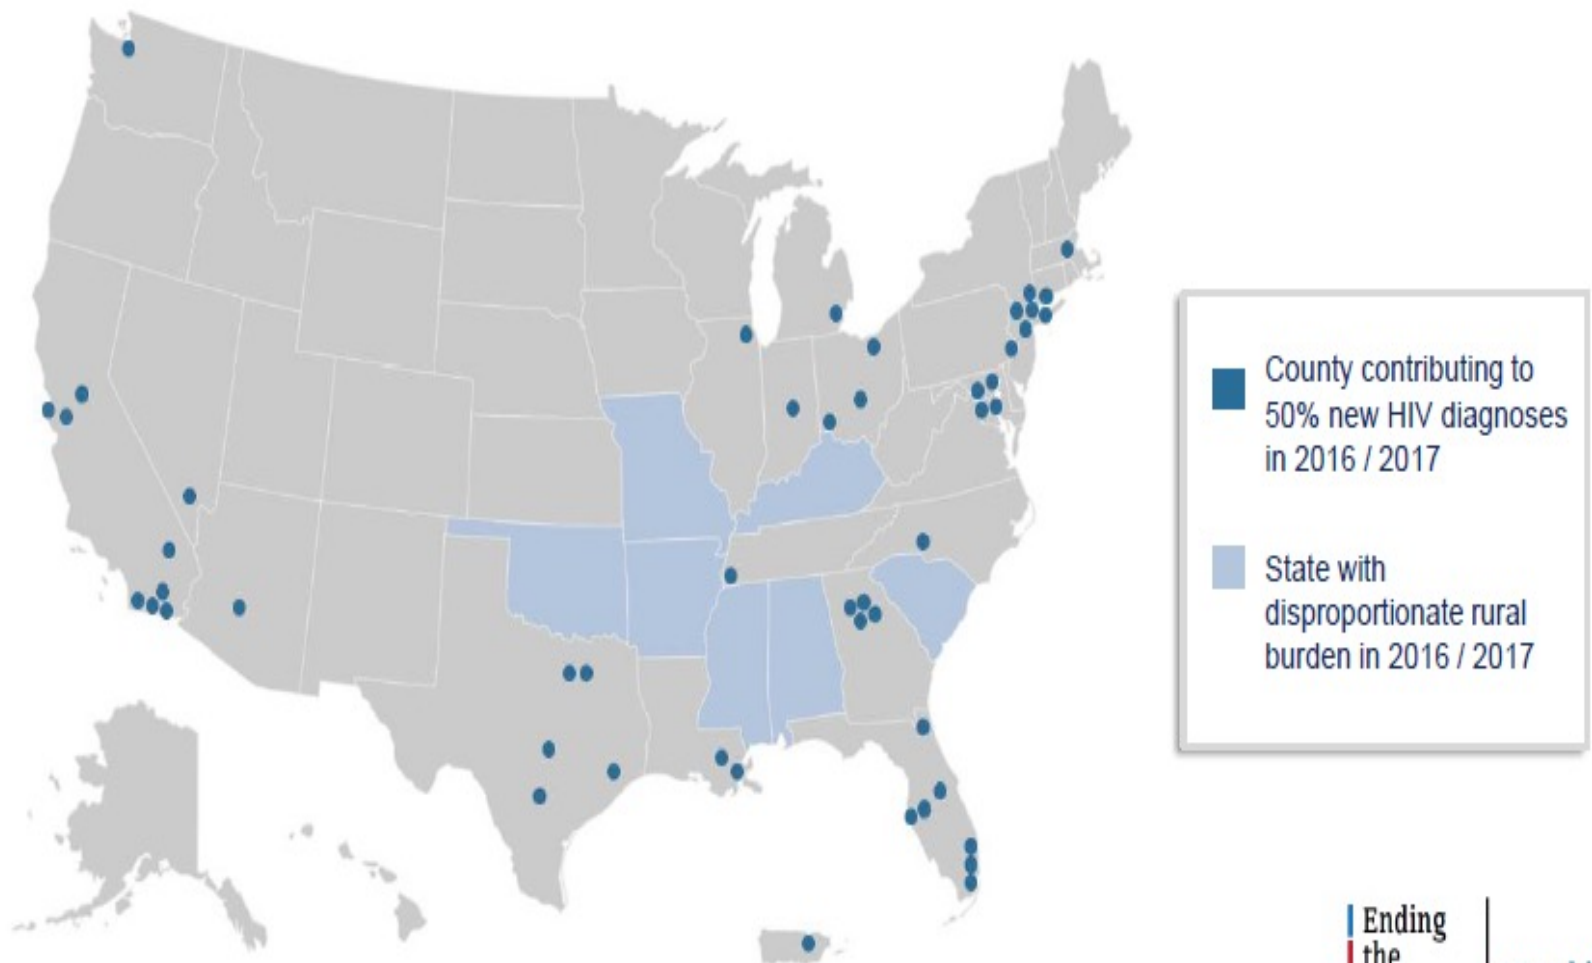 County contributing to
50% new HIV diagnoses
in 2016 / 2017
State with
disproportionate rural
burden in 2016 / 2017
Ending
the